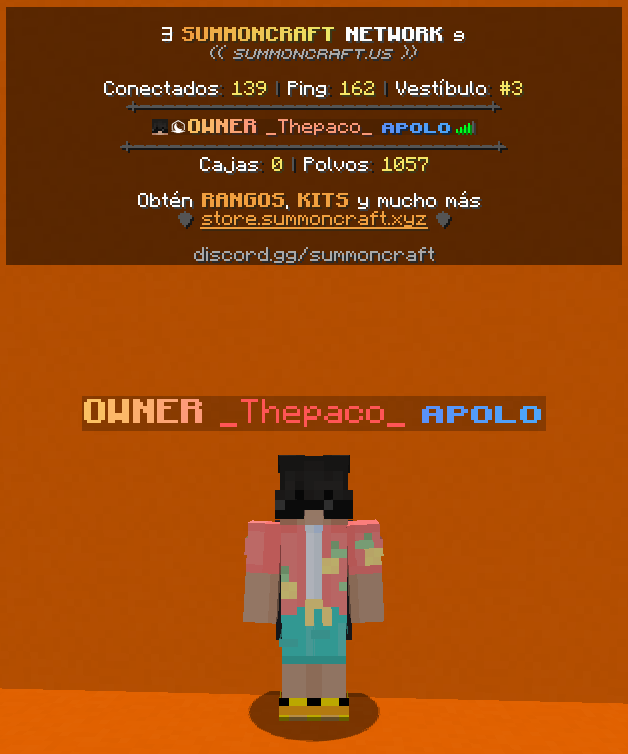 SUMMONCRAFT NETWORK
(( SUMMONCRAFT.US ))
Conectados: 139 | Ping: 162 | Vestíbulo: #3
OWNER _Thepaco_ APOLO
Cajas: 0 | Polvos: 1057
Obtén RANGOS, KITS y mucho más
store.summoncraft.xyz
discord.gg/summoncraft
OWNER _Thepaco_ APOLO